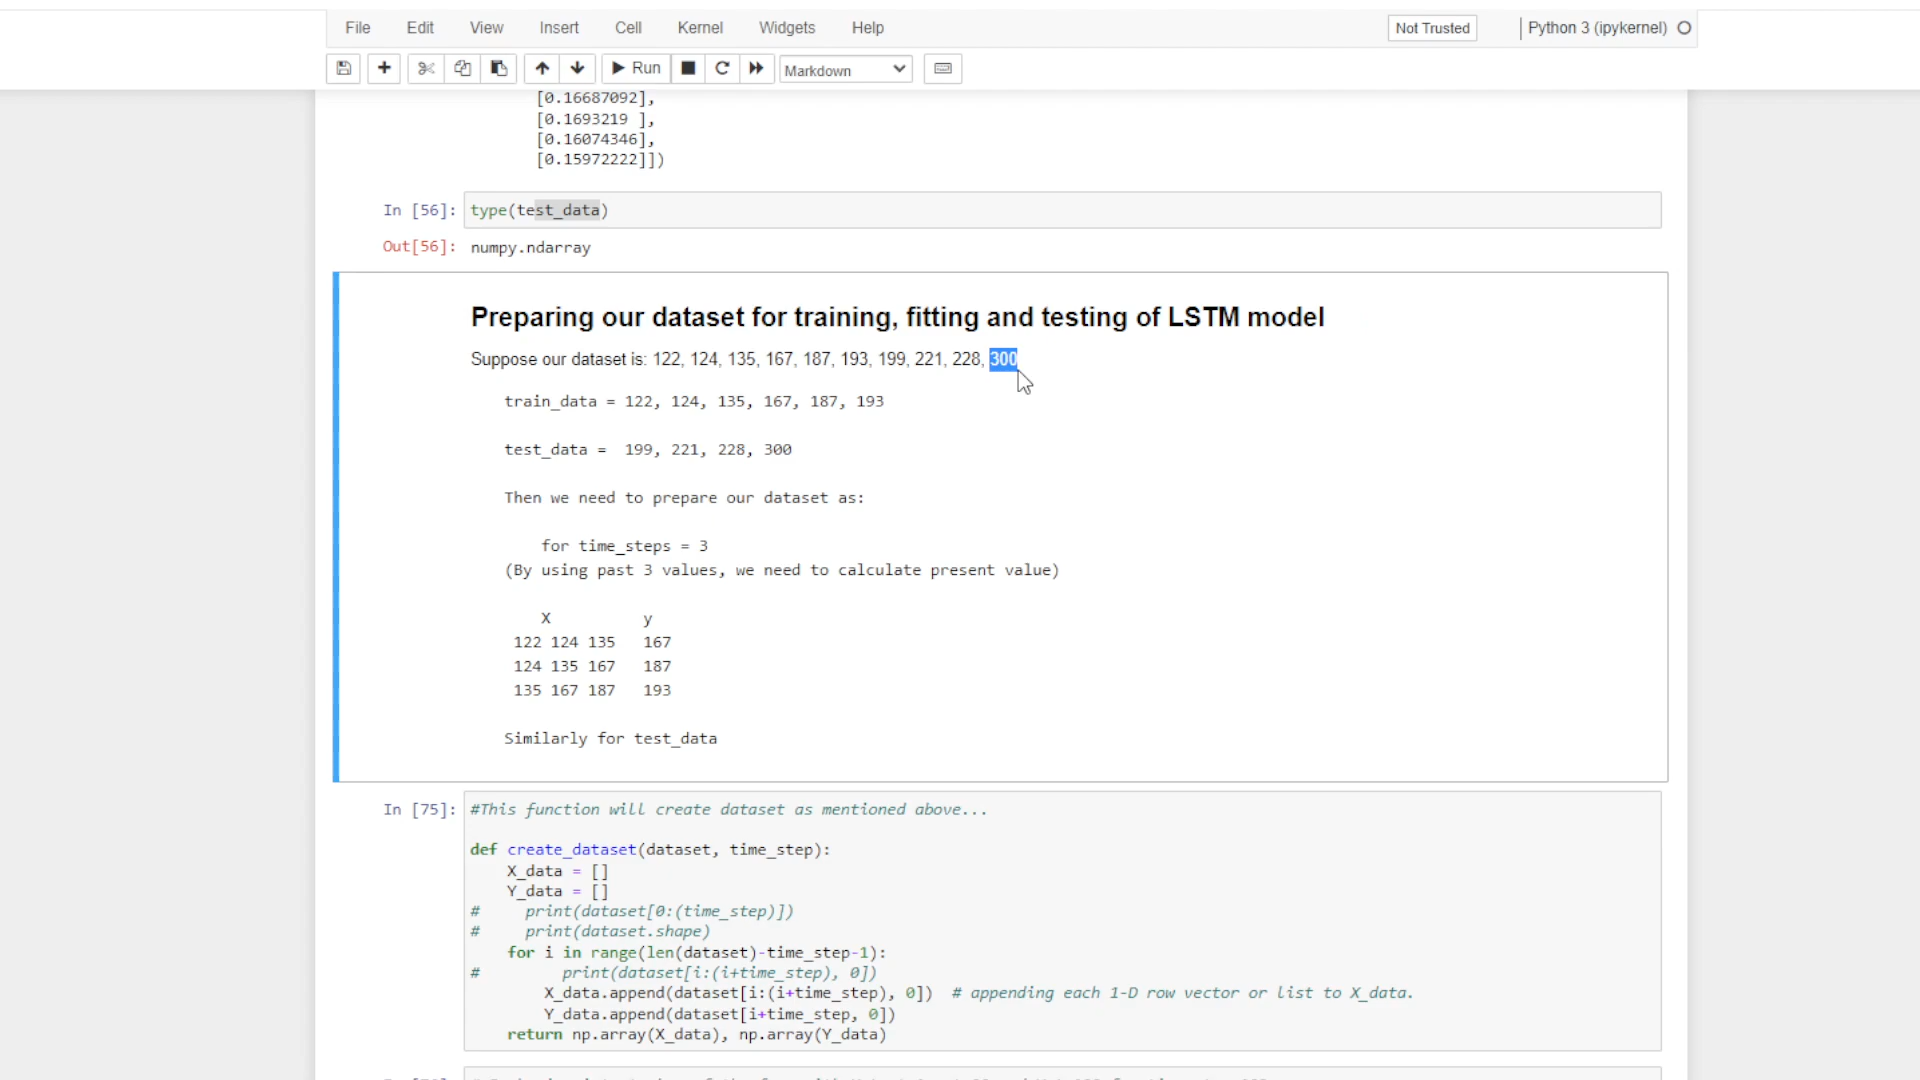 File Edit View Insert Cell Kernel Widgets Help Not Trusted Python 3 (ipykernel)
Run Markdown
[0.16687092],
[0.1693219 ],
[0.16074346],
[0.15972222]])
In [56]: type(test_data)
Out[56]: numpy.ndarray
Preparing our dataset for training, fitting and testing of LSTM model
Suppose our dataset is: 122, 124, 135, 167, 187, 193, 199, 221, 228, 300
train_data = 122, 124, 135, 167, 187, 193
test_data =  199, 221, 228, 300
Then we need to prepare our dataset as:
for time_steps = 3
(By using past 3 values, we need to calculate present value)
X y
122 124 135 167
124 135 167 187
135 167 187 193
Similarly for test_data
In [75]: #This function will create dataset as mentioned above...
def create_dataset(dataset, time_step):
X_data = []
Y_data = []
# print(dataset[0:(time_step)])
# print(dataset.shape)
for i in range(len(dataset)-time_step-1):
# print(dataset[i:(i+time_step), 0])
X_data.append(dataset[i:(i+time_step), 0]) # appending each 1-D row vector or list to X_data.
Y_data.append(dataset[i+time_step, 0])
return np.array(X_data), np.array(Y_data)